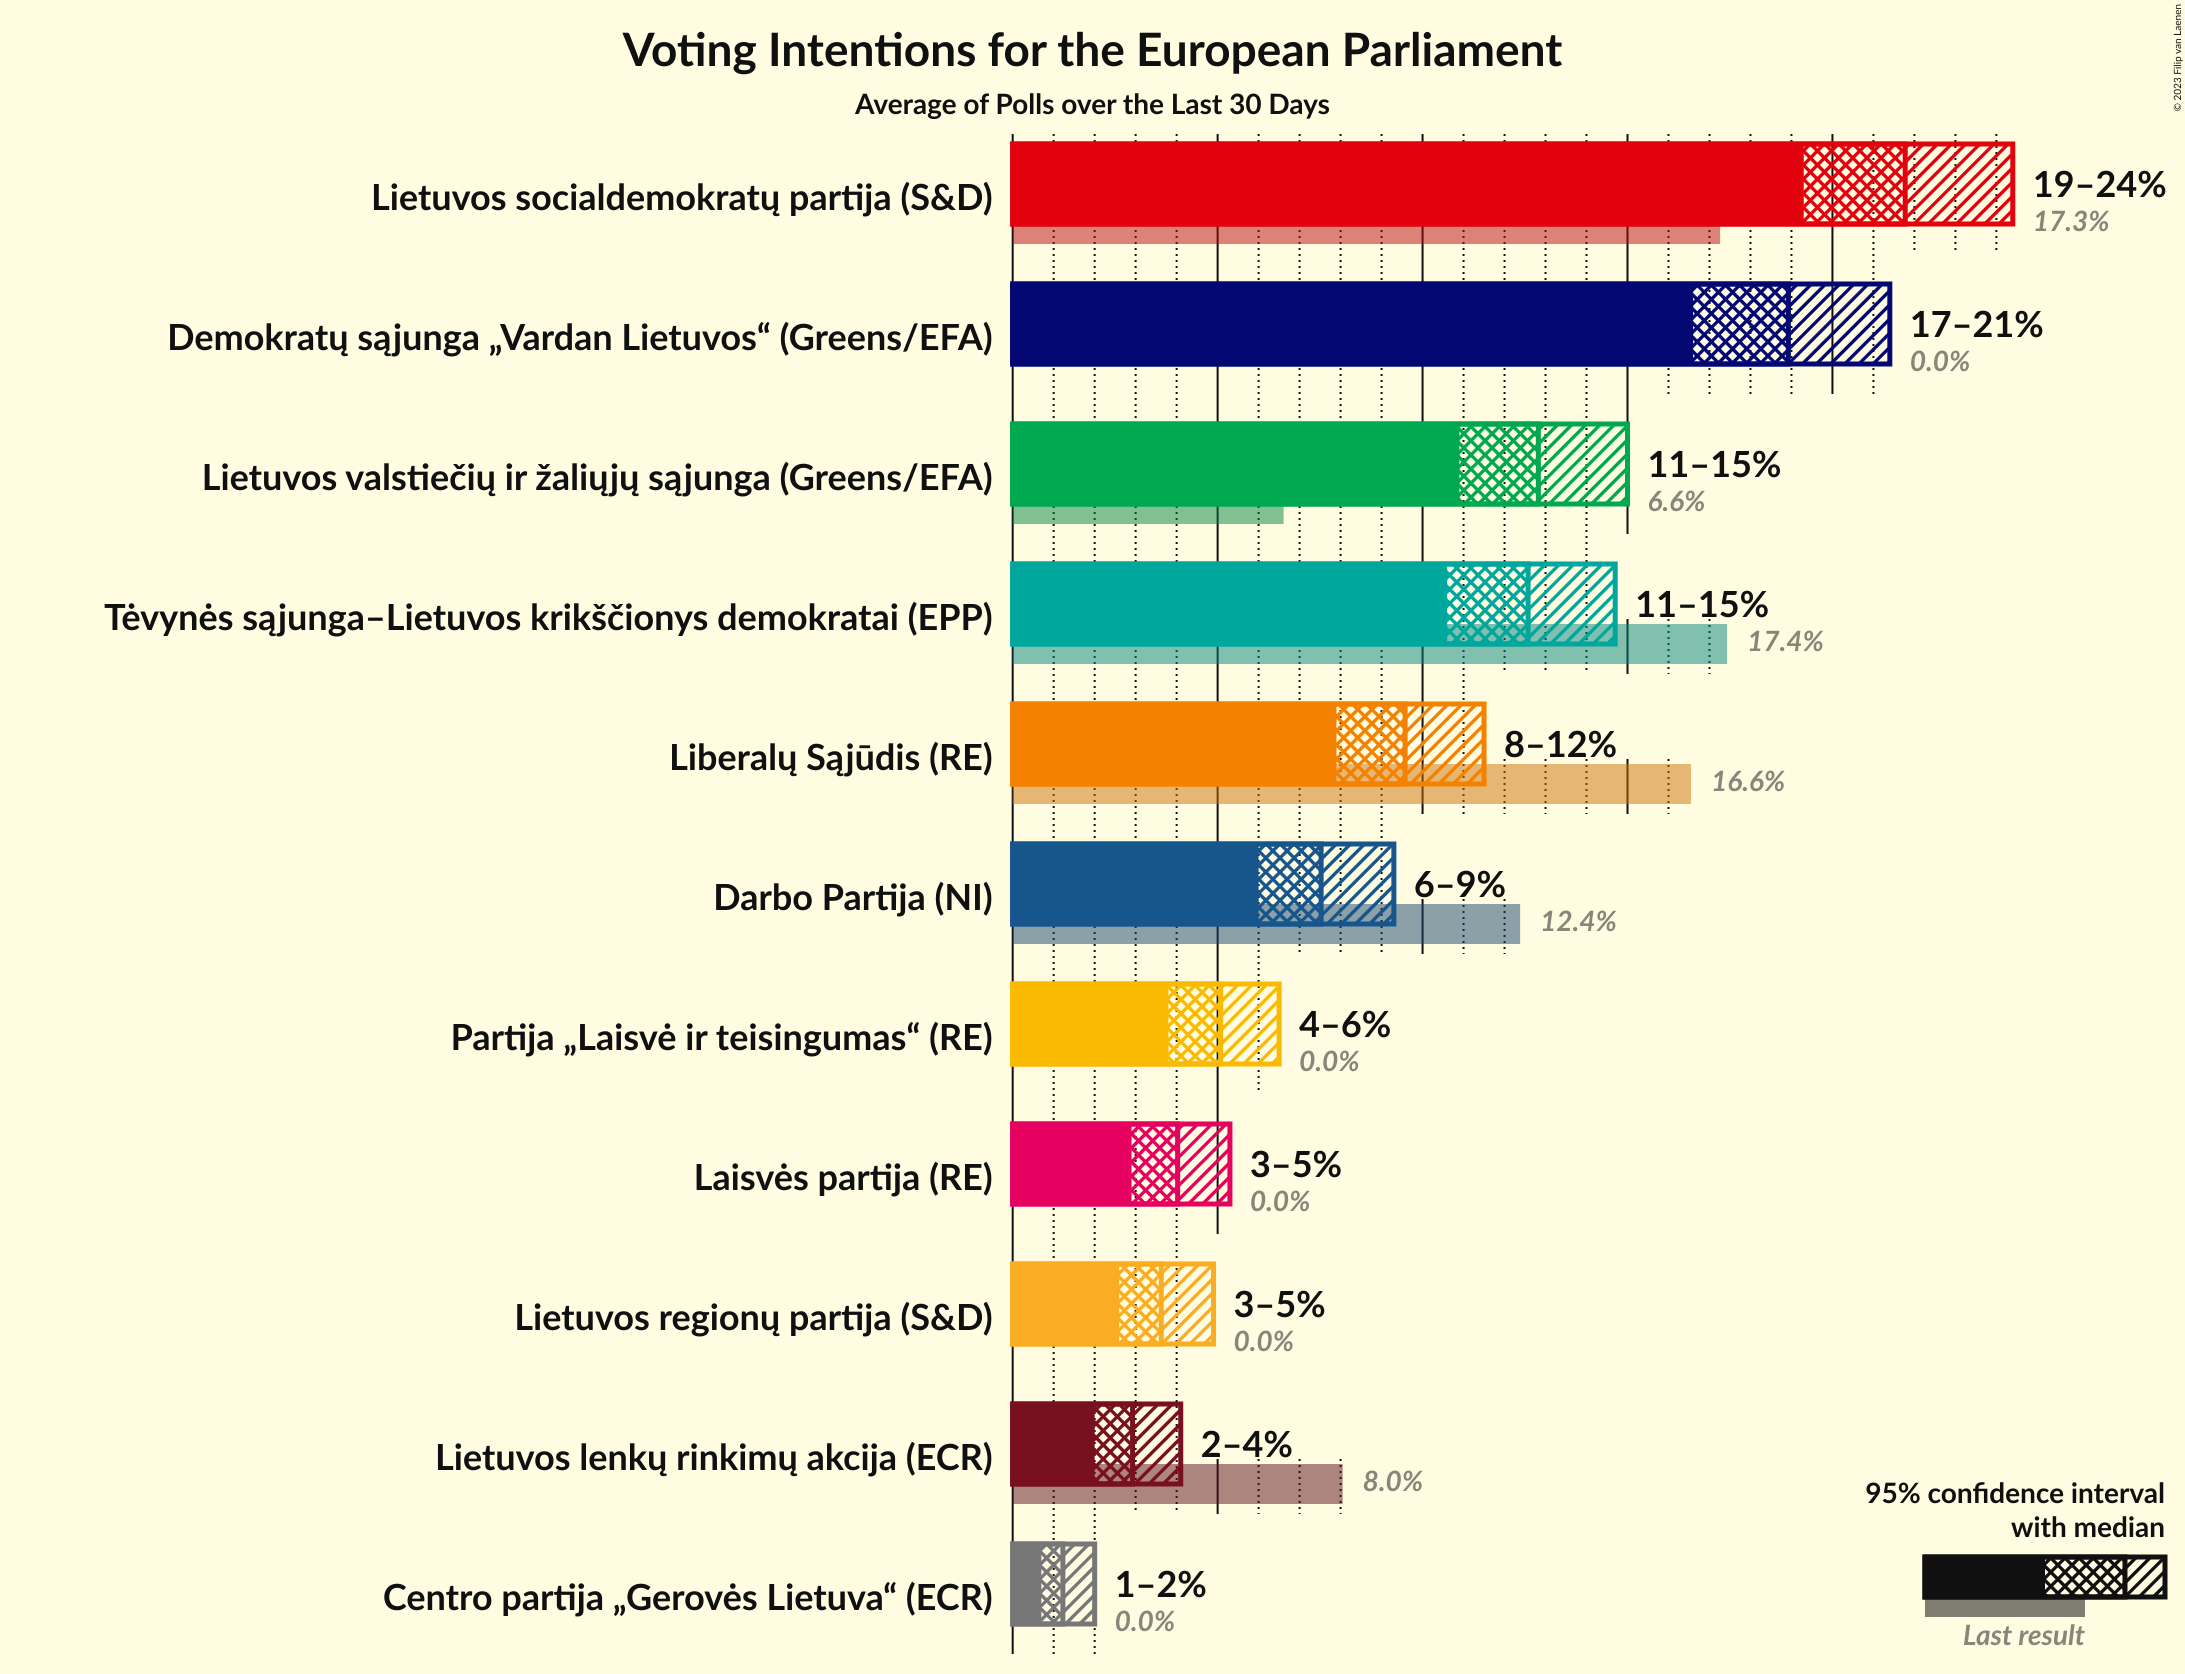 Voting Intentions for the European Parliament
Average of Polls over the Last 30 Days
© 2023 Filip van Laenen
Lietuvos socialdemokratų partija (S&D)
19–24%
17.3%
Demokratų sąjunga „Vardan Lietuvos“ (Greens/EFA)
17–21%
0.0%
Lietuvos valstiečių ir žaliųjų sąjunga (Greens/EFA)
11–15%
6.6%
Tėvynės sąjunga–Lietuvos krikščionys demokratai (EPP)
11–15%
17.4%
Liberalų Sąjūdis (RE)
8–12%
16.6%
Darbo Partija (NI)
6–9%
12.4%
Partija „Laisvė ir teisingumas“ (RE)
4–6%
0.0%
Laisvės partija (RE)
3–5%
0.0%
Lietuvos regionų partija (S&D)
3–5%
0.0%
Lietuvos lenkų rinkimų akcija (ECR)
2–4%
8.0%
Centro partija „Gerovės Lietuva“ (ECR)
1–2%
0.0%
95% confidence interval
with median
Last result